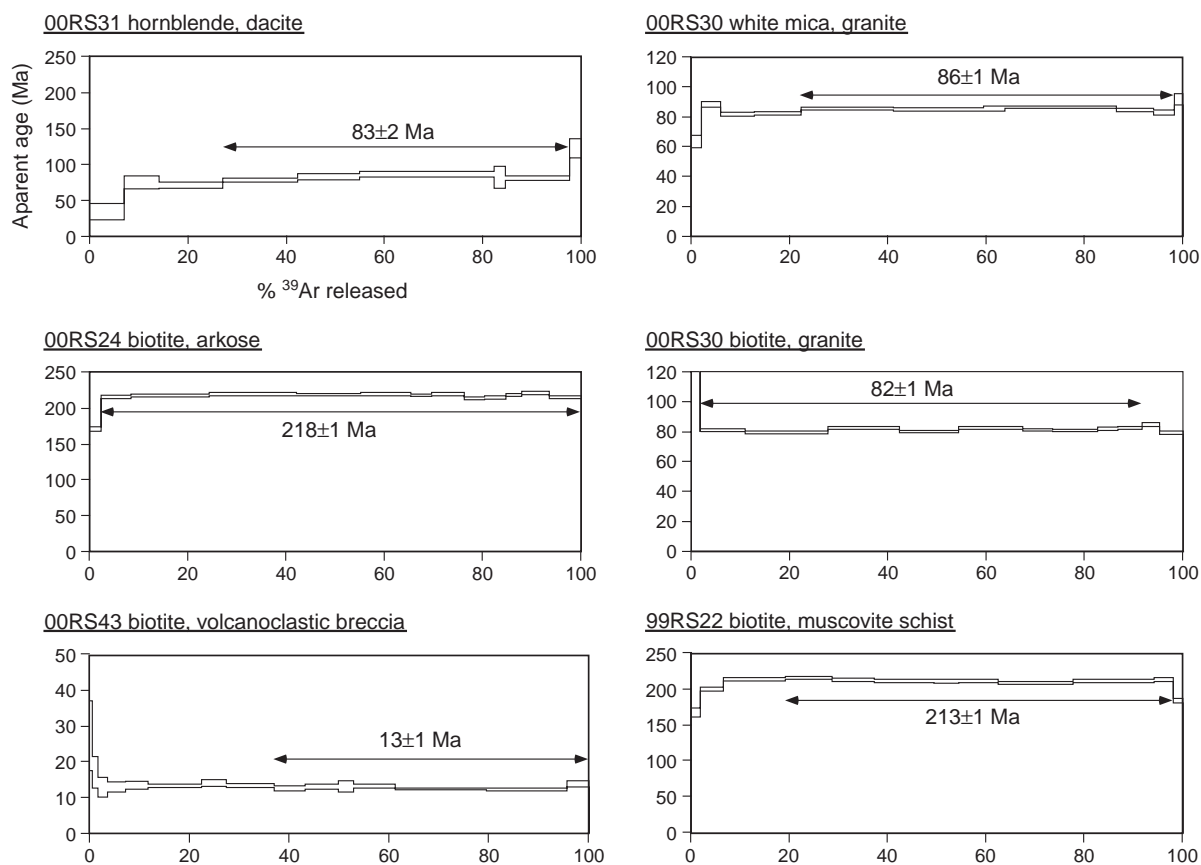 00RS31 hornblende, dacite
250
200
150
100
50
0
Aparent age (Ma)
83±2 Ma
0 20 40 60 80 100
% ³⁹Ar released
00RS30 white mica, granite
120
100
80
60
40
20
0
86±1 Ma
0 20 40 60 80 100
00RS24 biotite, arkose
250
200
150
100
50
0
218±1 Ma
0 20 40 60 80 100
00RS30 biotite, granite
120
100
80
60
40
20
0
82±1 Ma
0 20 40 60 80 100
00RS43 biotite, volcanoclastic breccia
50
40
30
20
10
0
13±1 Ma
0 20 40 60 80 100
99RS22 biotite, muscovite schist
250
200
150
100
50
0
213±1 Ma
0 20 40 60 80 100